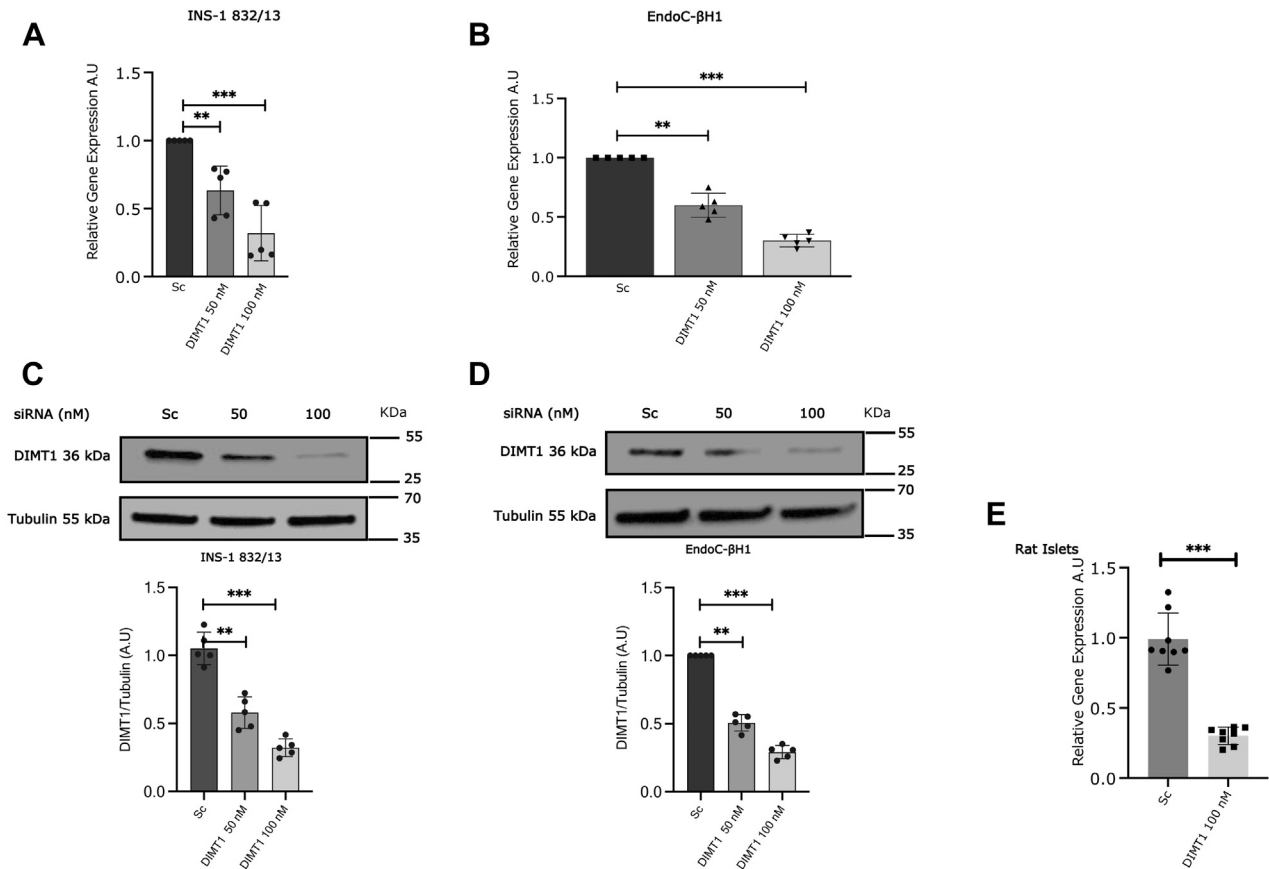 A
INS-1 832/13
Relative Gene Expression A.U
1.5
1.0
0.5
0.0
***
**
Sc
DIMT1 50 nM
DIMT1 100 nM
B
EndoC-βH1
Relative Gene Expression A.U
1.5
1.0
0.5
0.0
***
**
Sc
DIMT1 50 nM
DIMT1 100 nM
C
siRNA (nM) Sc 50 100 KDa
DIMT1 36 kDa
55
25
Tubulin 55 kDa
70
35
INS-1 832/13
DIMT1/Tubulin (A.U)
1.5
1.0
0.5
0.0
***
**
Sc
DIMT1 50 nM
DIMT1 100 nM
D
siRNA (nM) Sc 50 100 KDa
DIMT1 36 kDa
55
25
Tubulin 55 kDa
70
35
EndoC-βH1
DIMT1/Tubulin (A.U)
1.5
1.0
0.5
0.0
***
**
Sc
DIMT1 50 nM
DIMT1 100 nM
E
Rat Islets
Relative Gene Expression A.U
1.5
1.0
0.5
0.0
***
Sc
DIMT1 100 nM